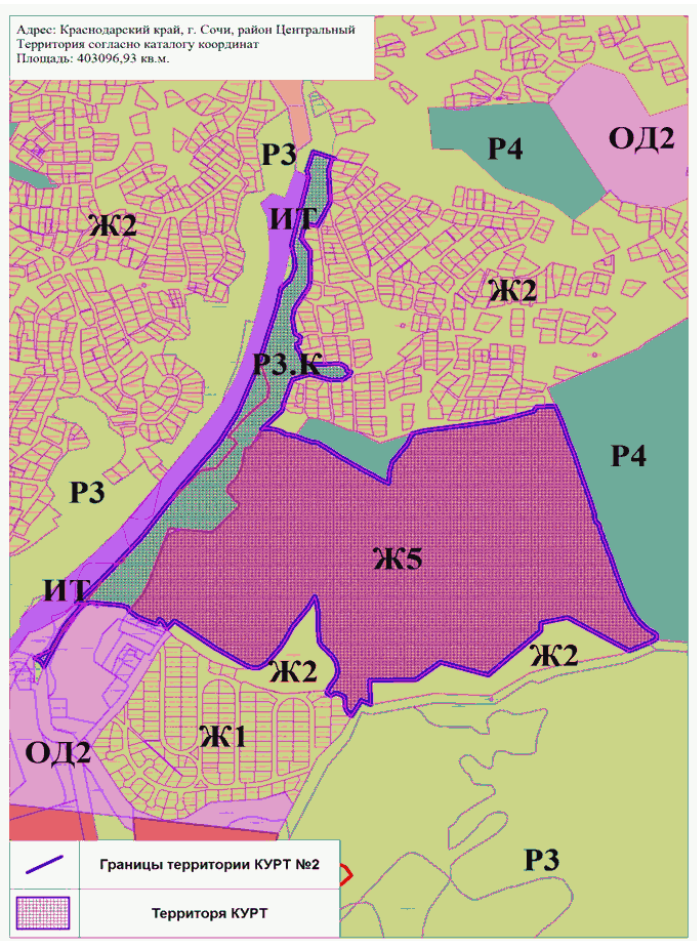 Адрес: Краснодарский край, г. Сочи, район Центральный
Территория согласно каталогу координат
Площадь: 403096,93 кв.м.
Р3
Р4
ОД2
Ж2
ИТ
Ж2
Р3.К
Р4
Р3
Ж5
ИТ
Ж2
Ж2
Ж1
ОД2
Р3
Границы территории КУРТ №2
Территоря КУРТ